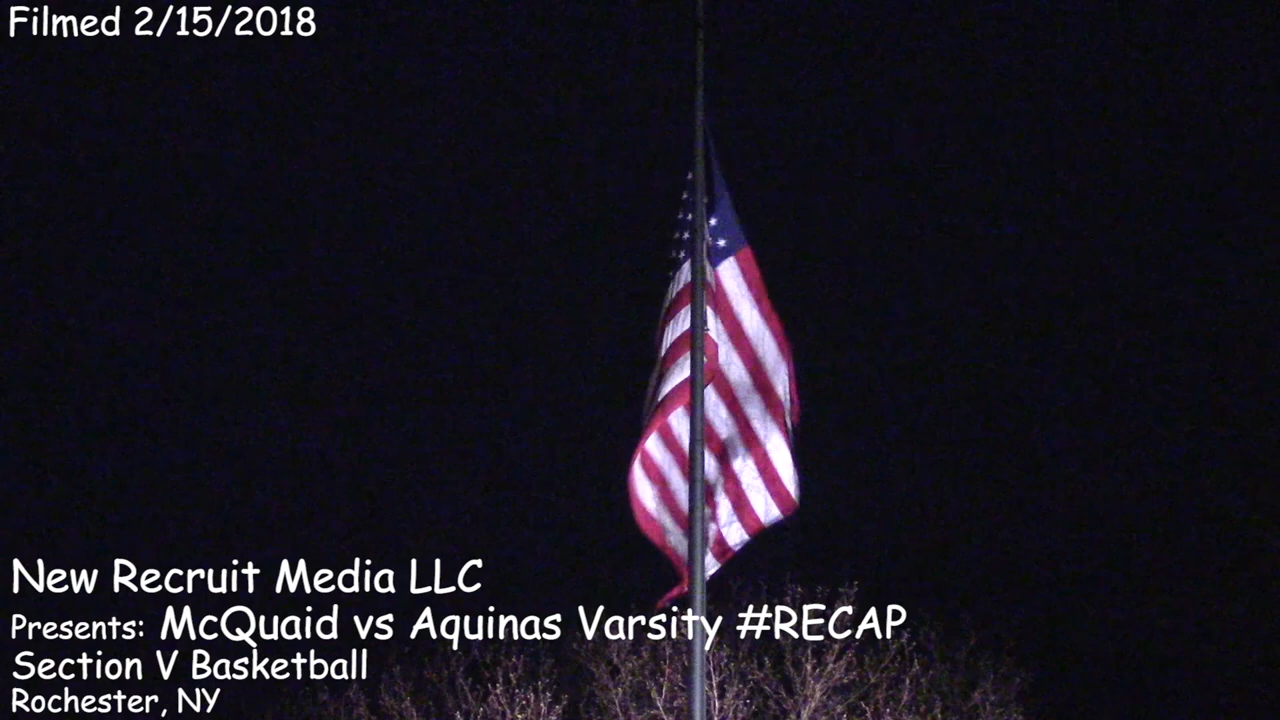 Filmed 2/15/2018
New Recruit Media LLC
Presents: McQuaid vs Aquinas Varsity #RECAP
Section V Basketball
Rochester, NY